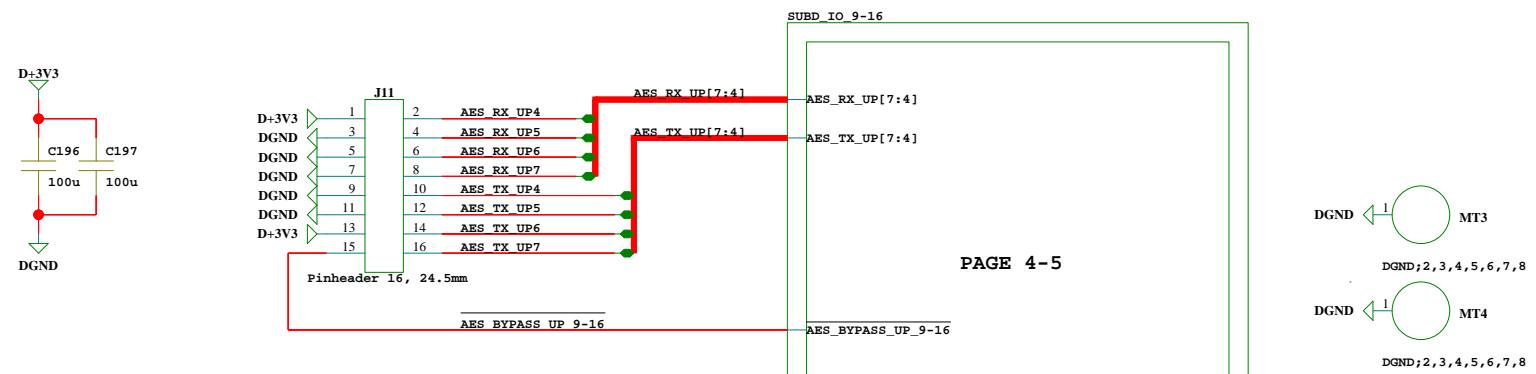 SUBD_IO_9-16
D+3V3
C196
C197
100u
100u
DGND
J11
D+3V3 1 2 AES_RX_UP4
DGND 3 4 AES_RX_UP5
DGND 5 6 AES_RX_UP6
DGND 7 8 AES_RX_UP7
DGND 9 10 AES_TX_UP4
DGND 11 12 AES_TX_UP5
D+3V3 13 14 AES_TX_UP6
15 16 AES_TX_UP7
Pinheader 16, 24.5mm
AES_RX_UP[7:4]
AES_RX_UP[7:4]
AES_TX_UP[7:4]
AES_TX_UP[7:4]
PAGE 4-5
AES_BYPASS_UP_9-16
AES_BYPASS_UP_9-16
DGND 1 MT3
DGND;2,3,4,5,6,7,8
DGND 1 MT4
DGND;2,3,4,5,6,7,8